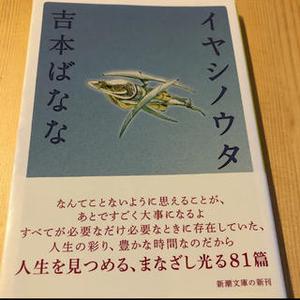 イヤシノウタ
吉本ばなな
なんてことないように思えることが、
あとですごく大事になるよ
すべてが必要なだけ必要なときに存在していた、
人生の彩り、豊かな時間なのだから
人生を見つめる、まなざし光る81篇
新潮文庫の新刊